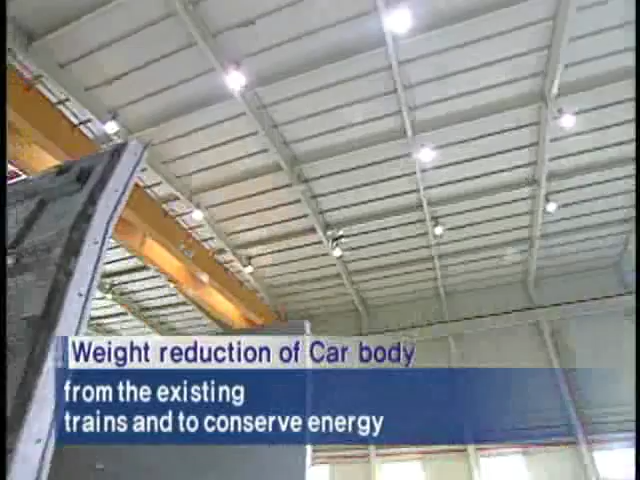 Weight reduction of Car body
from the existing
trains and to conserve energy